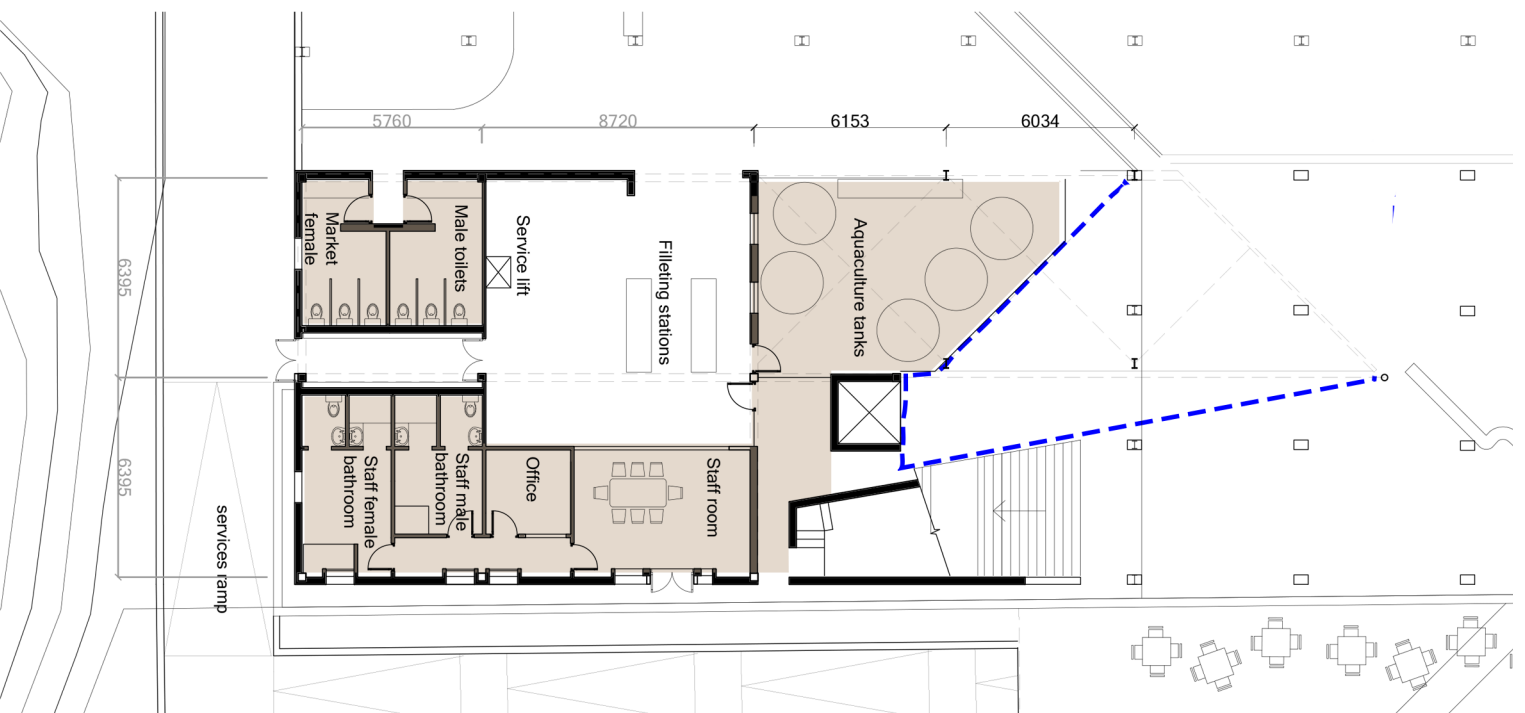 5760
8720
6153
6034
6395
6395
Market
female
Male toilets
Service lift
Filleting stations
Aquaculture tanks
Staff female
bathroom
Staff male
bathroom
Office
Staff room
services ramp